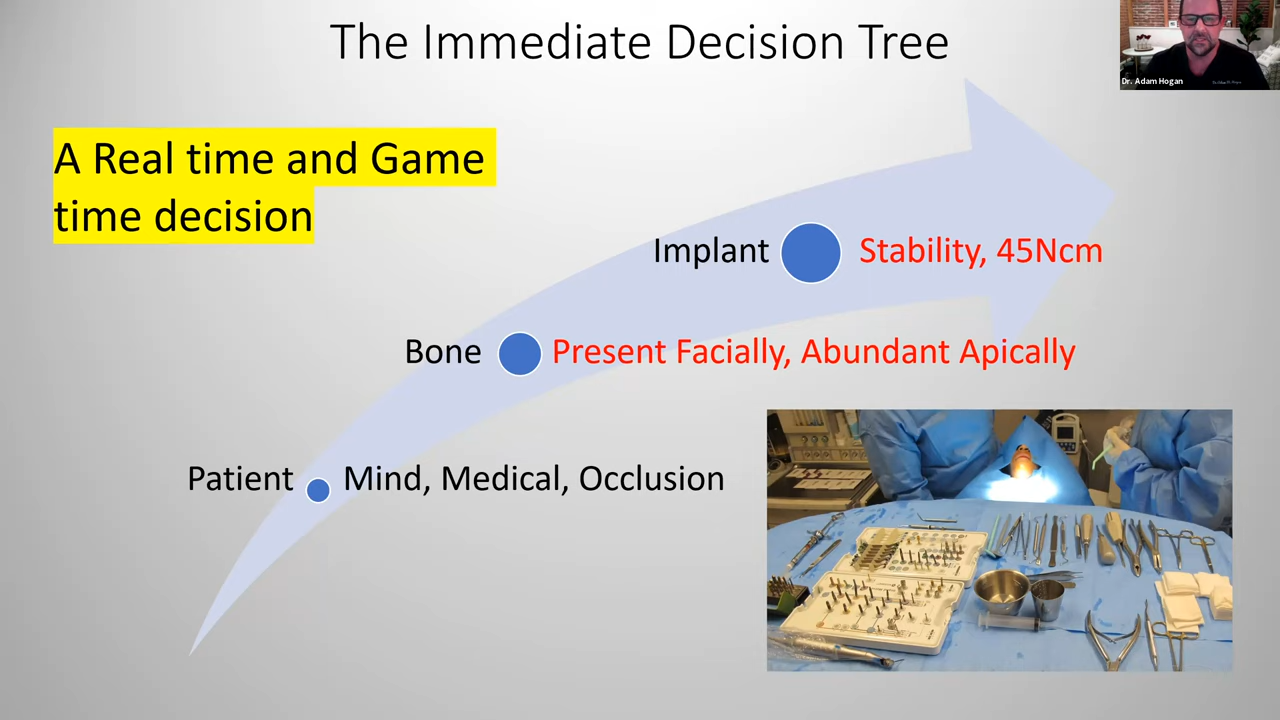 The Immediate Decision Tree
Dr. Adam Hogan
A Real time and Game
time decision
Implant
Stability, 45Ncm
Bone
Present Facially, Abundant Apically
Patient
Mind, Medical, Occlusion